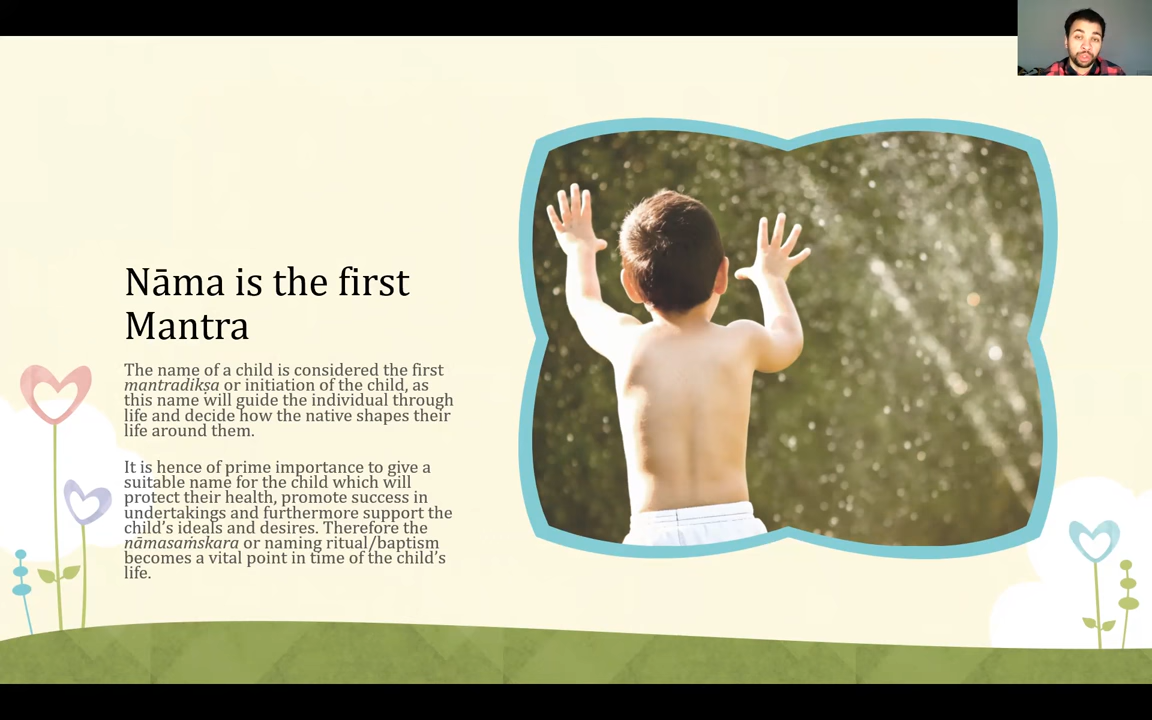 Nāma is the first
Mantra
The name of a child is considered the first
mantradikṣa or initiation of the child, as
this name will guide the individual through
life and decide how the native shapes their
life around them.
It is hence of prime importance to give a
suitable name for the child which will
protect their health, promote success in
undertakings and furthermore support the
child's ideals and desires. Therefore the
nāmasaṁskara or naming ritual/baptism
becomes a vital point in time of the child's
life.